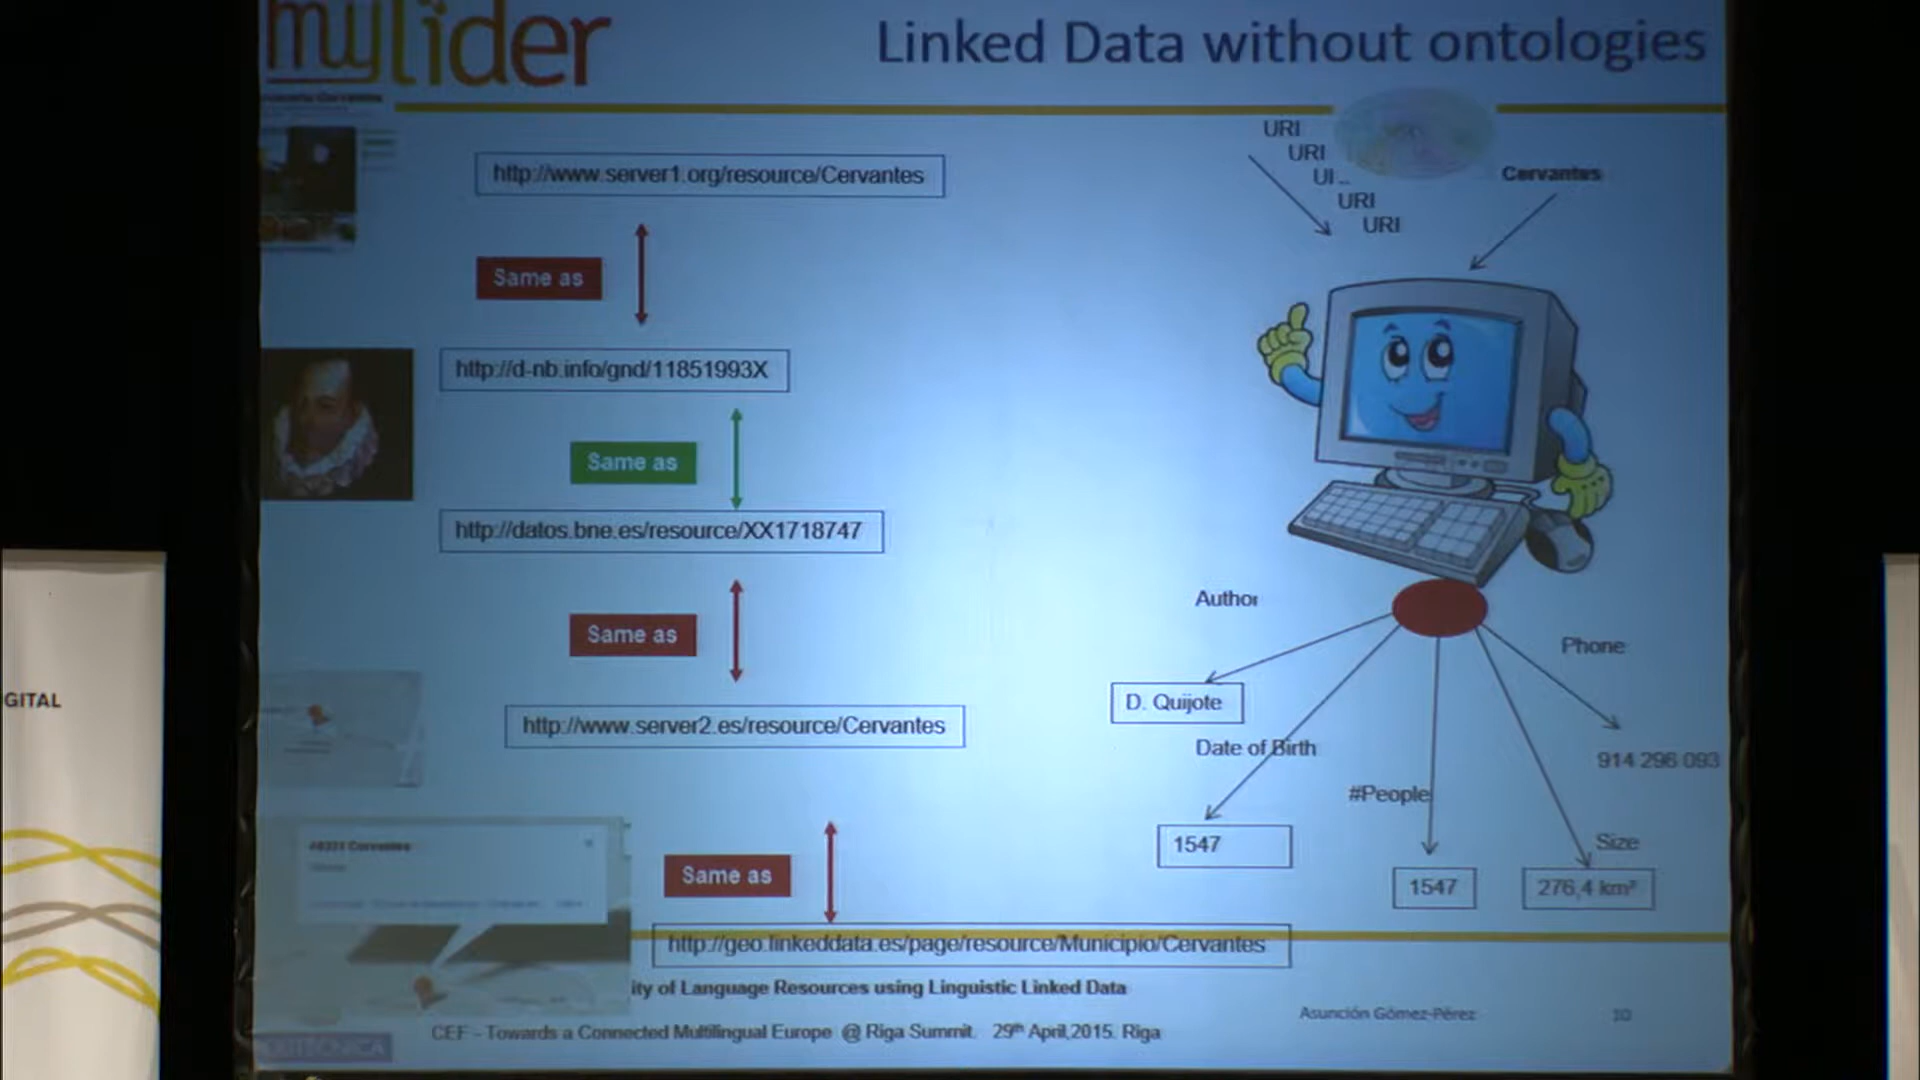 mylider
Linked Data without ontologies
URI
URI
URI
URI
Cervantes
http://www.server1.org/resource/Cervantes
Same as
http://d-nb.info/gnd/11851993X
Same as
http://datos.bne.es/resource/XX1718747
Same as
http://www.server2.es/resource/Cervantes
Same as
http://geo.linkeddata.es/page/resource/Municipio/Cervantes
Author
Phone
D. Quijote
Date of Birth
914 296 093
#People
1547
Size
1547
276,4 km²
ity of Language Resources using Linguistic Linked Data
Asunción Gómez-Pérez
10
CEF - Towards a Connected Multilingual Europe @ Riga Summit. 29th April,2015. Riga
GITAL